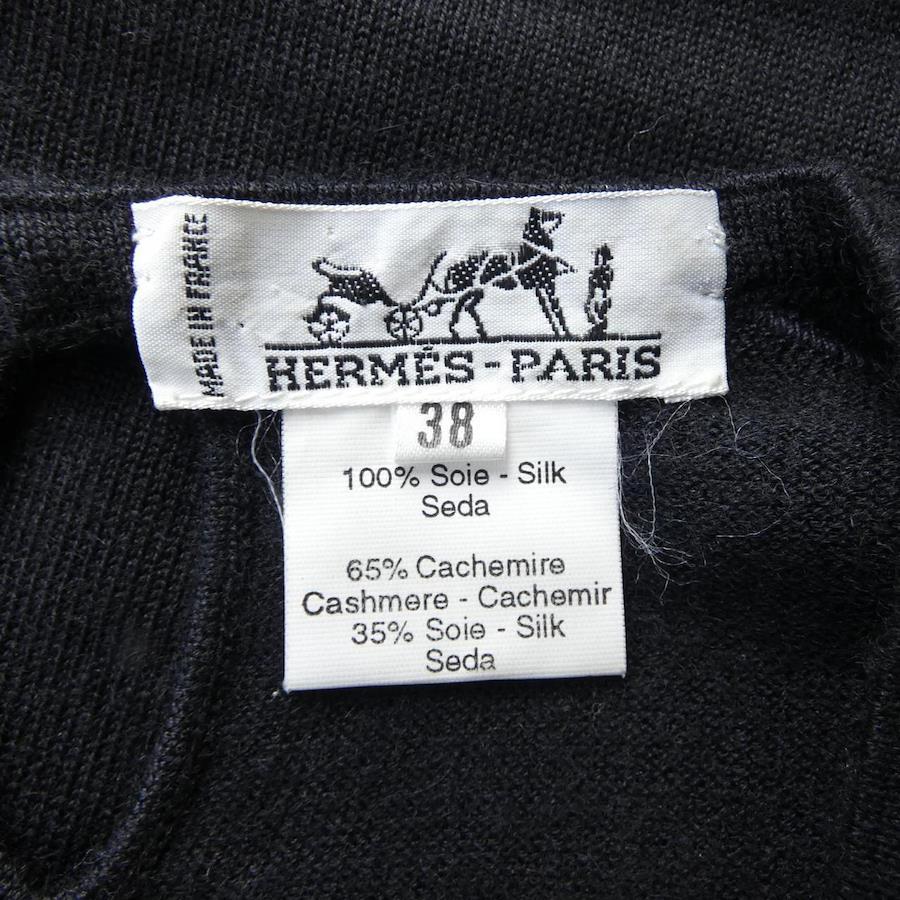 MADE IN FRANCE
HERMÈS-PARIS
38
100% Soie - Silk
Seda
65% Cachemire
Cashmere - Cachemir
35% Soie - Silk
Seda